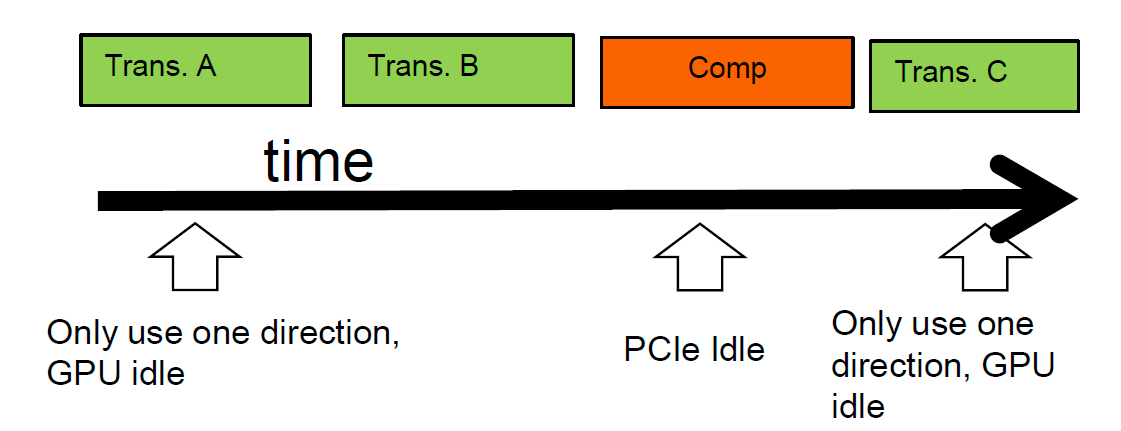 Trans. A
Trans. B
Comp
Trans. C
time
Only use one direction,
GPU idle
PCIe Idle
Only use one
direction, GPU
idle